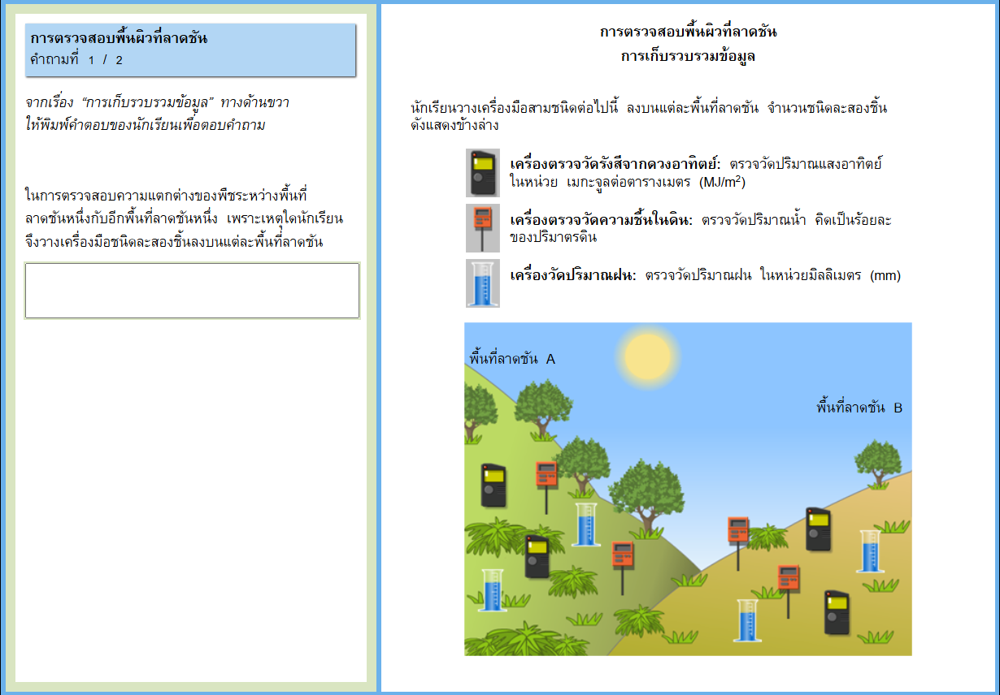 การตรวจสอบพื้นผิวที่ลาดชัน
คำถามที่ 1 / 2
จากเรื่อง “การเก็บรวบรวมข้อมูล” ทางด้านขวา
ให้พิมพ์คำตอบของนักเรียนเพื่อตอบคำถาม
ในการตรวจสอบความแตกต่างของพืชระหว่างพื้นที่
ลาดชันหนึ่งกับอีกพื้นที่ลาดชันหนึ่ง เพราะเหตุใดนักเรียน
จึงวางเครื่องมือชนิดละสองชิ้นลงบนแต่ละพื้นที่ลาดชัน
การตรวจสอบพื้นผิวที่ลาดชัน
การเก็บรวบรวมข้อมูล
นักเรียนวางเครื่องมือสามชนิดต่อไปนี้ ลงบนแต่ละพื้นที่ลาดชัน จำนวนชนิดละสองชิ้น
ดังแสดงข้างล่าง
เครื่องตรวจวัดรังสีจากดวงอาทิตย์: ตรวจวัดปริมาณแสงอาทิตย์
ในหน่วย เมกะจูลต่อตารางเมตร (MJ/m²)
เครื่องตรวจวัดความชื้นในดิน: ตรวจวัดปริมาณน้ำ คิดเป็นร้อยละ
ของปริมาตรดิน
เครื่องวัดปริมาณฝน: ตรวจวัดปริมาณฝน ในหน่วยมิลลิเมตร (mm)
พื้นที่ลาดชัน A
พื้นที่ลาดชัน B